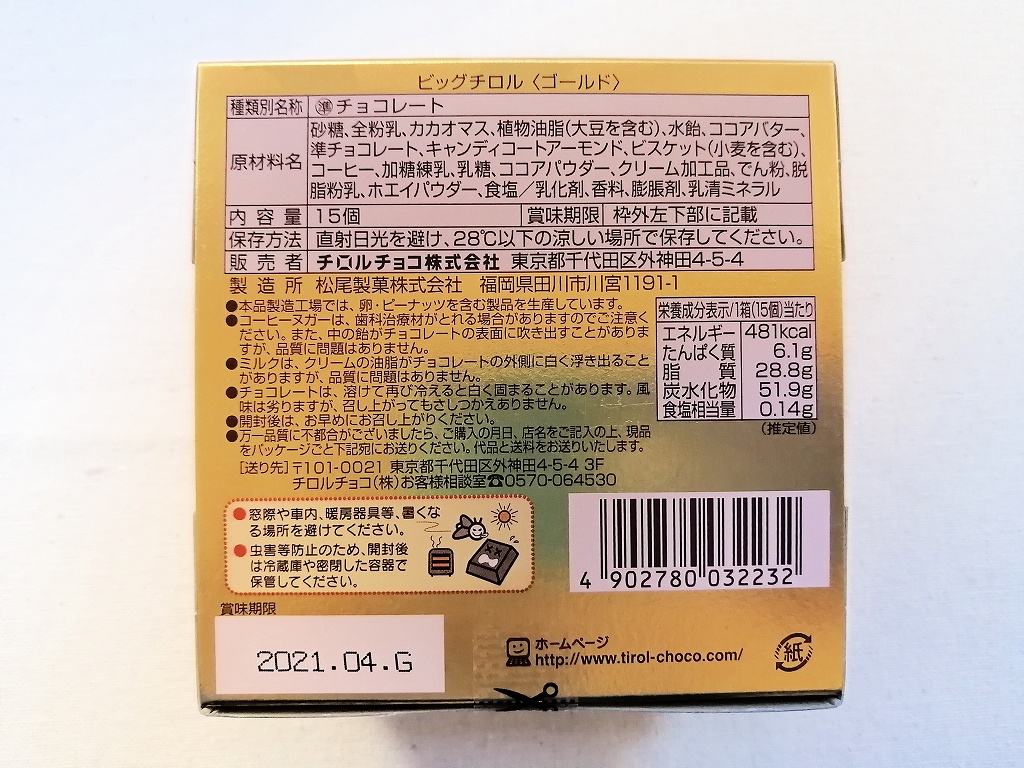 ビッグチロル〈ゴールド〉
種類別名称 準チョコレート
原材料名 砂糖、全粉乳、カカオマス、植物油脂(大豆を含む)、水飴、ココアバター、
準チョコレート、キャンディコートアーモンド、ビスケット(小麦を含む)、
コーヒー、加糖練乳、乳糖、ココアパウダー、クリーム加工品、でん粉、脱
脂粉乳、ホエイパウダー、食塩／乳化剤、香料、膨脹剤、乳清ミネラル
内容量 15個 賞味期限 枠外左下部に記載
保存方法 直射日光を避け、28℃以下の涼しい場所で保存してください。
販売者 チロルチョコ株式会社 東京都千代田区外神田4-5-4
製造所 松尾製菓株式会社 福岡県田川市川宮1191-1
●本品製造工場では、卵・ピーナッツを含む製品を生産しています。
●コーヒーヌガーは、歯科治療材がとれる場合がありますのでご注意く
ださい。また、中の飴がチョコレートの表面に吹き出すことがありま
すが、品質に問題はありません。
●ミルクは、クリームの油脂がチョコレートの外側に白く浮き出ること
がありますが、品質に問題はありません。
●チョコレートは、溶けて再び冷えると白く固まることがあります。風
味は劣りますが、召し上がってもさしつかえありません。
●開封後は、お早めにお召し上がりください。
●万一品質に不都合がございましたら、ご購入の月日、店名をご記入の上、現品
をパッケージごと下記宛にお送りください。代品と送料をお送りいたします。
[送り先]〒101-0021 東京都千代田区外神田4-5-4 3F
チロルチョコ(株)お客様相談室☎0570-064530
栄養成分表示/1箱(15個)当たり
エネルギー 481kcal
たんぱく質 6.1g
脂質 28.8g
炭水化物 51.9g
食塩相当量 0.14g
(推定値)
●窓際や車内、暖房器具等、暑くな
る場所を避けてください。
●虫害等防止のため、開封後
は冷蔵庫や密閉した容器で
保管してください。
4 902780 032232
賞味期限
2021.04.G
ホームページ
http://www.tirol-choco.com/
紙